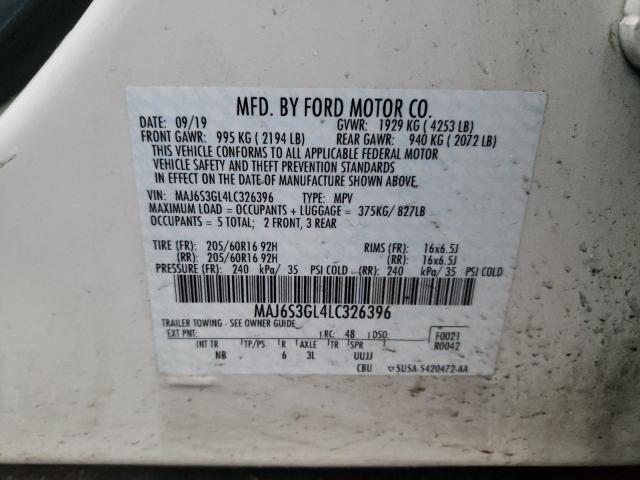 MFD. BY FORD MOTOR CO.
DATE: 09/19 GVWR: 1929 KG ( 4253 LB)
FRONT GAWR: 995 KG ( 2194 LB) REAR GAWR: 940 KG ( 2072 LB)
THIS VEHICLE CONFORMS TO ALL APPLICABLE FEDERAL MOTOR
VEHICLE SAFETY AND THEFT PREVENTION STANDARDS
IN EFFECT ON THE DATE OF MANUFACTURE SHOWN ABOVE.
VIN: MAJ6S3GL4LC326396 TYPE: MPV
MAXIMUM LOAD = OCCUPANTS + LUGGAGE = 375KG/ 827LB
OCCUPANTS = 5 TOTAL; 2 FRONT, 3 REAR
TIRE (FR): 205/60R16 92H RIMS (FR): 16x6.5J
(RR): 205/60R16 92H (RR): 16x6.5J
PRESSURE (FR): 240 kPa/ 35 PSI COLD (RR): 240 kPa/ 35 PSI COLD
MAJ6S3GL4LC326396
TRAILER TOWING - SEE OWNER GUIDE
EXT PNT: RC: 48 DSO: F0021
INT TR TP/PS R AXLE TR SPR R0042
NB 6 3L UUJJ
CBU 5U5A-5420472-AA